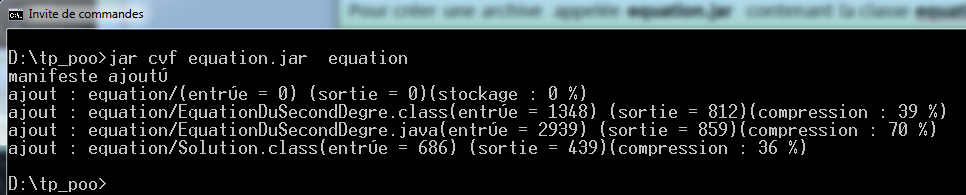 Invite de commandes
Pour créer une archive appelée equation.jar contenant la classe equat
D:\tp_poo>jar cvf equation.jar  equation
manifeste ajoutÚ
ajout : equation/(entrÚe = 0) (sortie = 0)(stockage : 0 %)
ajout : equation/EquationDuSecondDegre.class(entrÚe = 1348) (sortie = 812)(compression : 39 %)
ajout : equation/EquationDuSecondDegre.java(entrÚe = 2939) (sortie = 859)(compression : 70 %)
ajout : equation/Solution.class(entrÚe = 686) (sortie = 439)(compression : 36 %)
D:\tp_poo>